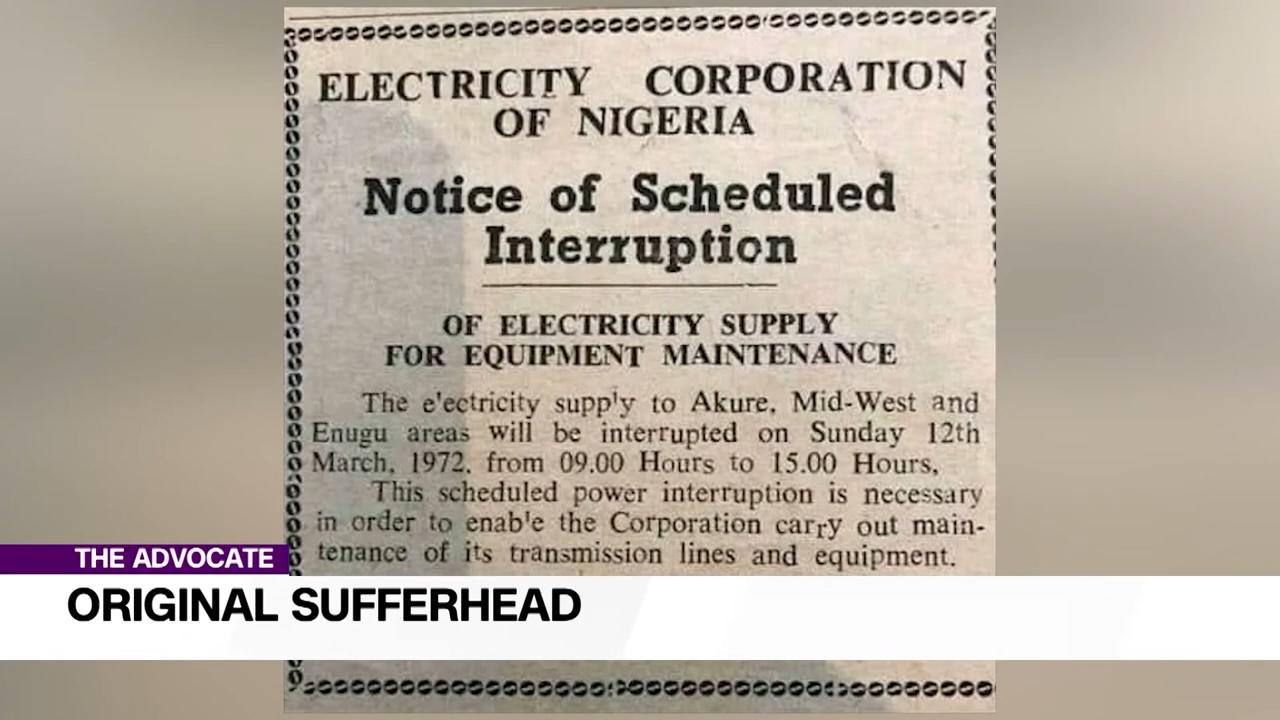 ELECTRICITY CORPORATION
OF NIGERIA
Notice of Scheduled
Interruption
OF ELECTRICITY SUPPLY
FOR EQUIPMENT MAINTENANCE
The e'ectricity supp'y to Akure, Mid-West and
Enugu areas will be interrupted on Sunday 12th
March, 1972. from 09.00 Hours to 15.00 Hours,
This scheduled power interruption is necessary
in order to enab'e the Corporation carry out main-
tenance of its transmission lines and equipment.
THE ADVOCATE
ORIGINAL SUFFERHEAD